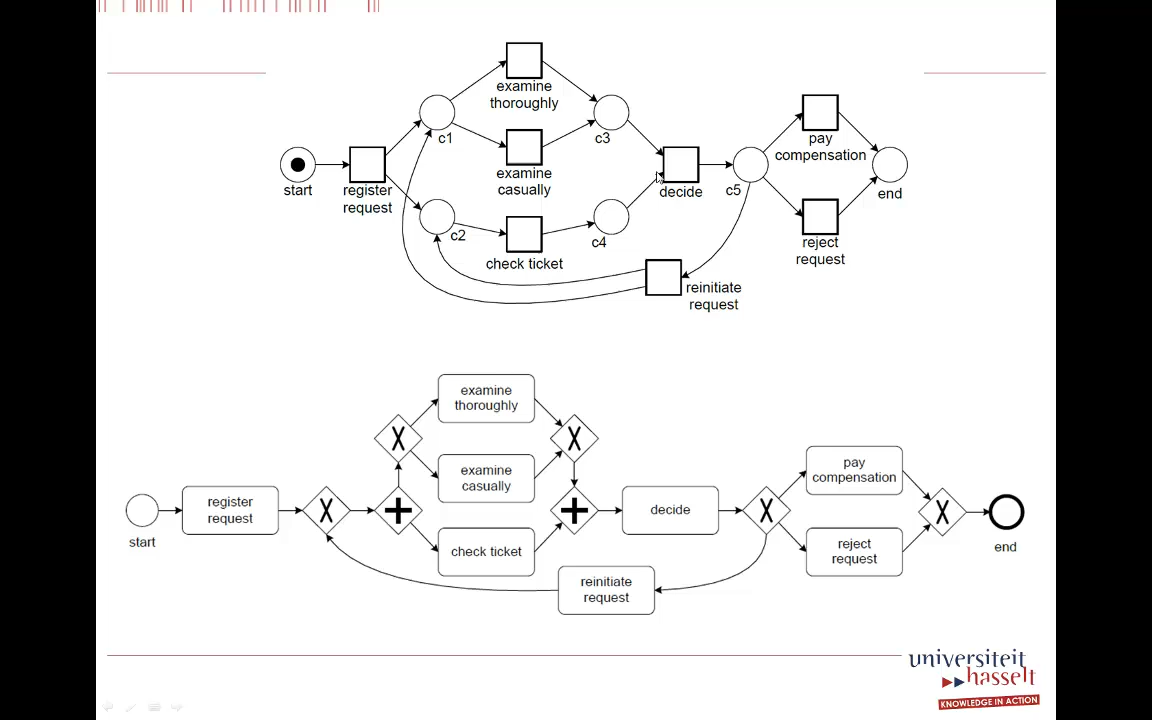 examine
thoroughly
c1
c3
pay
compensation
examine
casually
start
register
request
decide
c5
end
c2
c4
check ticket
reject
request
reinitiate
request
examine
thoroughly
X
X
pay
compensation
examine
casually
register
request
X
decide
X
X
start
check ticket
reject
request
end
reinitiate
request
universiteit
hasselt
KNOWLEDGE IN ACTION